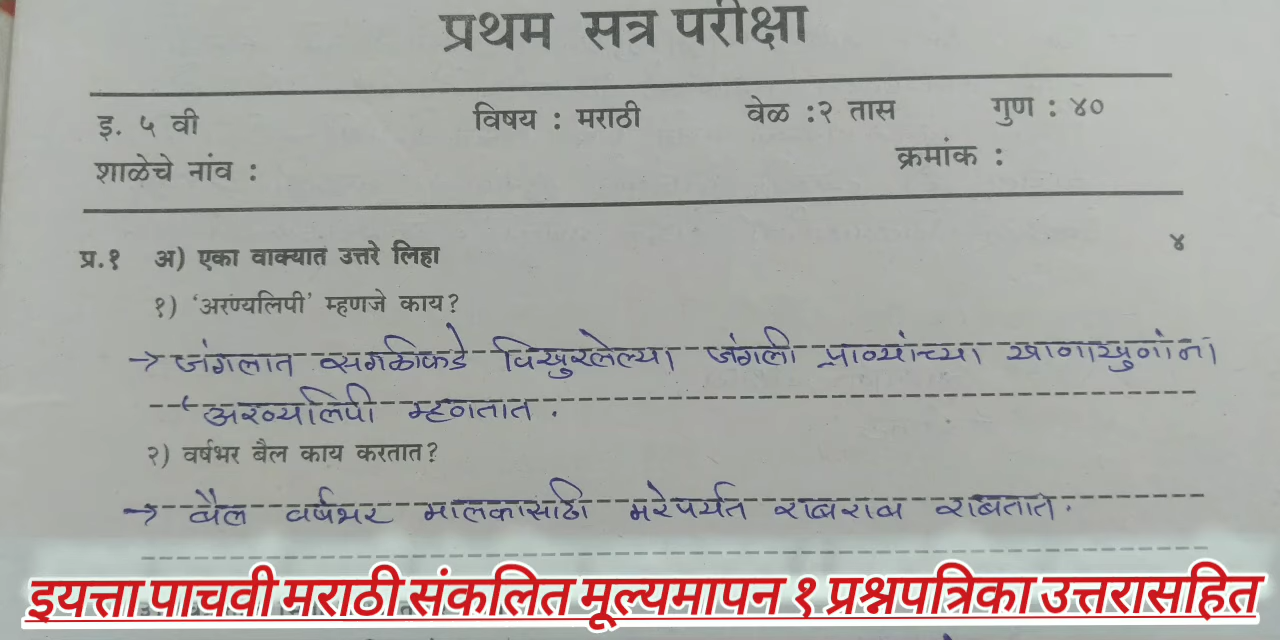 प्रथम सत्र परीक्षा
इ. ५ वी विषय : मराठी वेळ :२ तास गुण : ४०
शाळेचे नांव : क्रमांक :
प्र.१ अ) एका वाक्यात उत्तरे लिहा ४
१) 'अरण्यलिपी' म्हणजे काय?
→ जंगलात सगळीकडे विखुरलेल्या जंगली प्राण्यांच्या खाणाखुणांना
'अरण्यलिपी म्हणतात.
२) वर्षभर बैल काय करतात?
→ बैल वर्षभर मालकासाठी मरेपर्यंत राबराब राबतात.
इयत्ता पाचवी मराठी संकलित मूल्यमापन १ प्रश्नपत्रिका उत्तरासहित